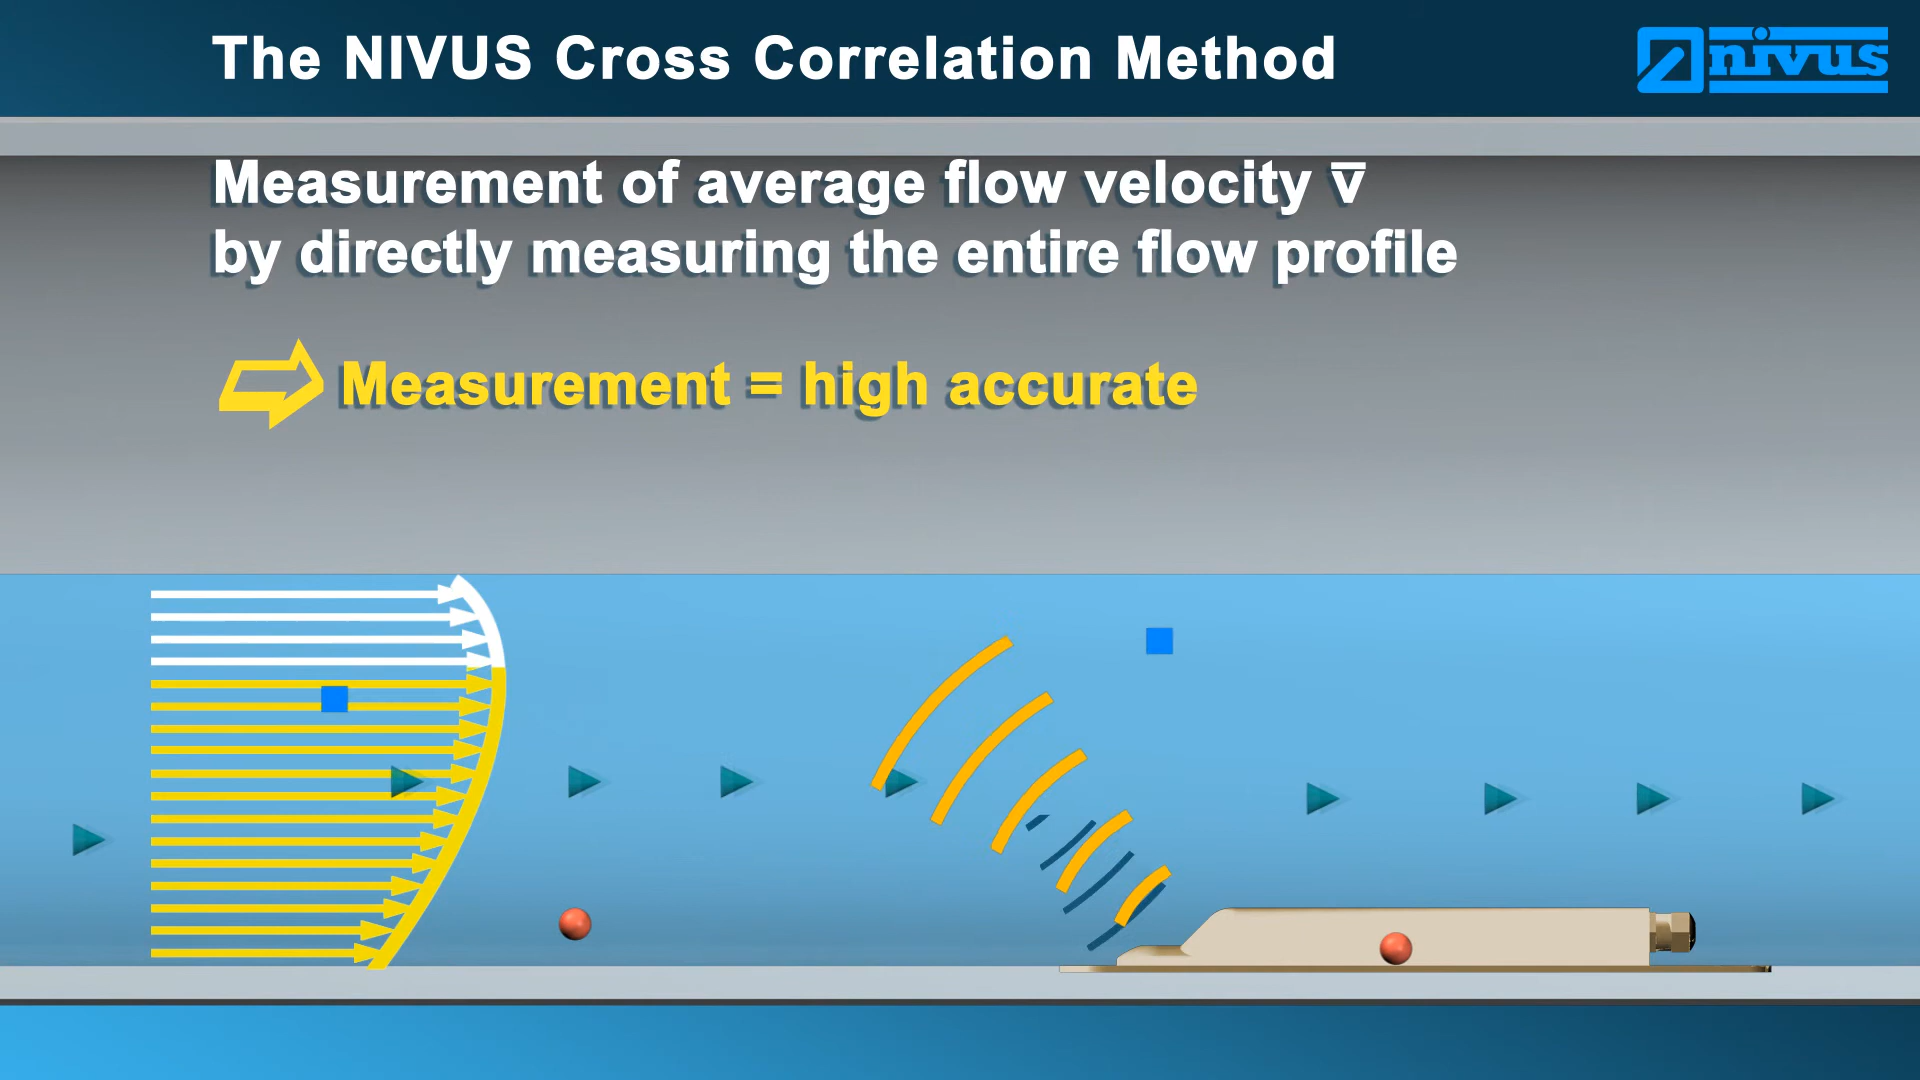 The NIVUS Cross Correlation Method
nivus
Measurement of average flow velocity v̅
by directly measuring the entire flow profile
Measurement = high accurate